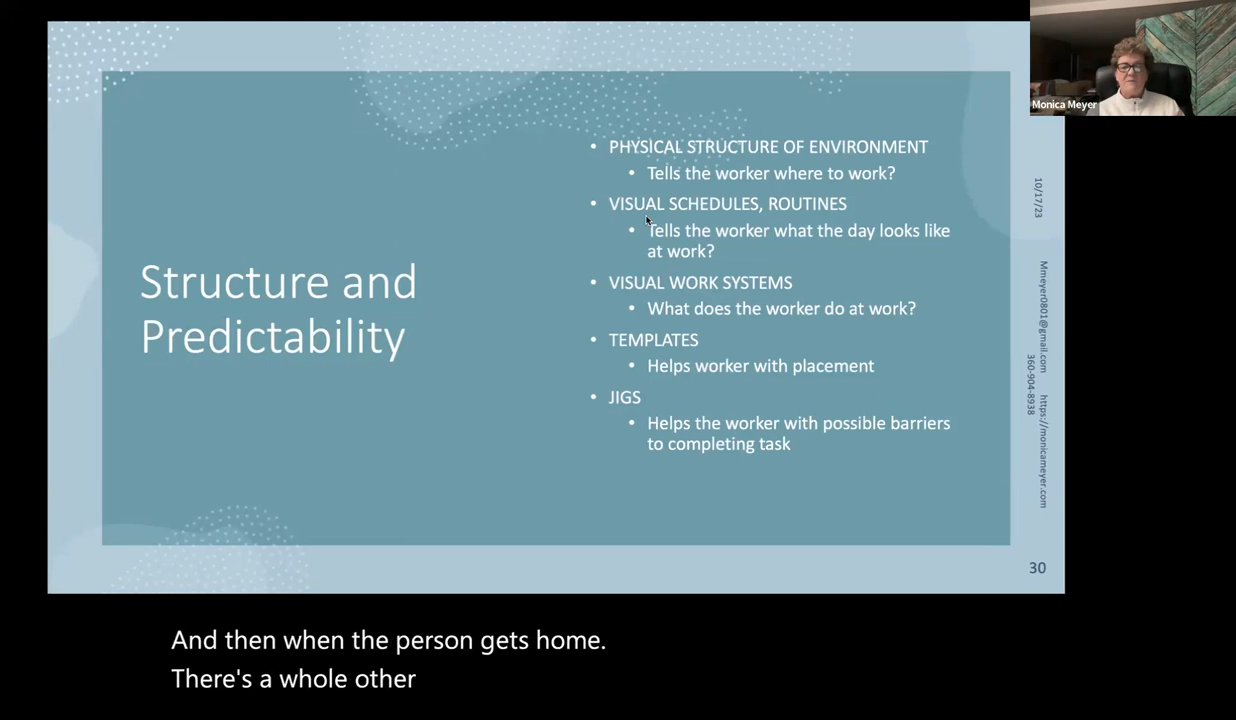 Structure and
Predictability
• PHYSICAL STRUCTURE OF ENVIRONMENT
• Tells the worker where to work?
• VISUAL SCHEDULES, ROUTINES
• Tells the worker what the day looks like
at work?
• VISUAL WORK SYSTEMS
• What does the worker do at work?
• TEMPLATES
• Helps worker with placement
• JIGS
• Helps the worker with possible barriers
to completing task
Monica Meyer
10/17/23
Mmeyer0801@gmail.com https://monicameyer.com
360-904-8938
30
And then when the person gets home.
There's a whole other